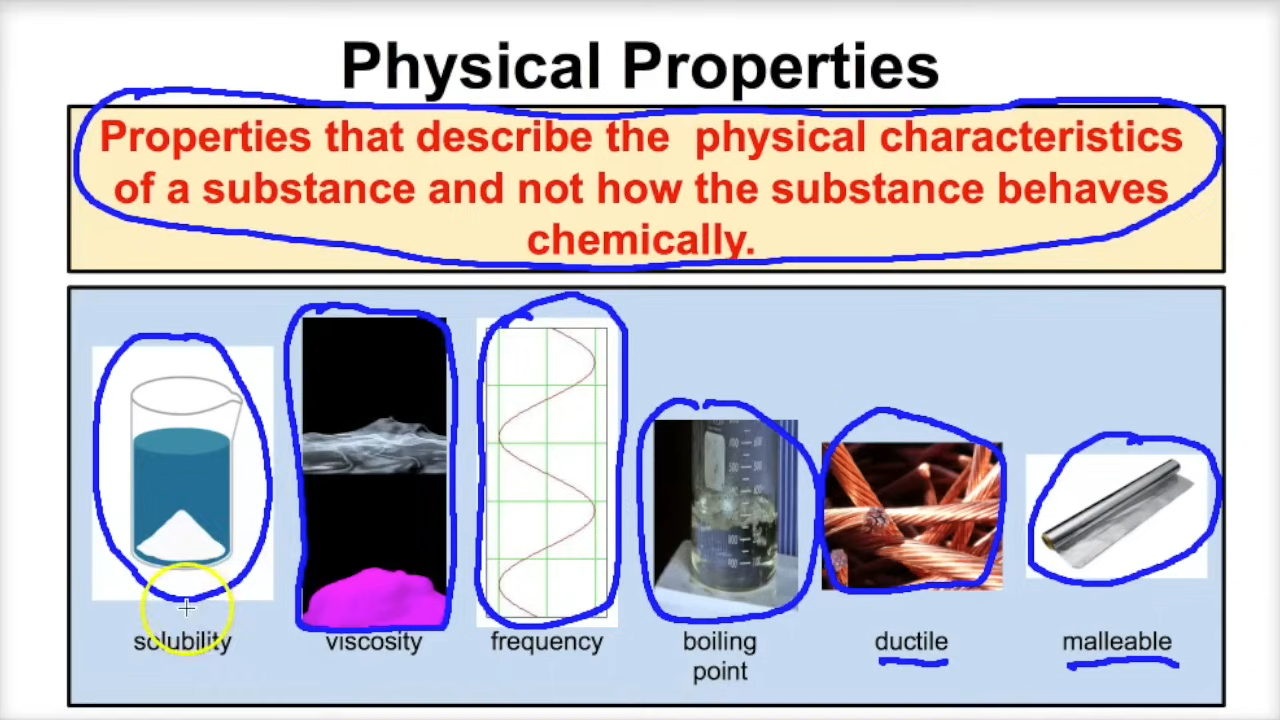 Physical Properties
Properties that describe the physical characteristics
of a substance and not how the substance behaves
chemically.
solubility
viscosity
frequency
boiling
point
ductile
malleable